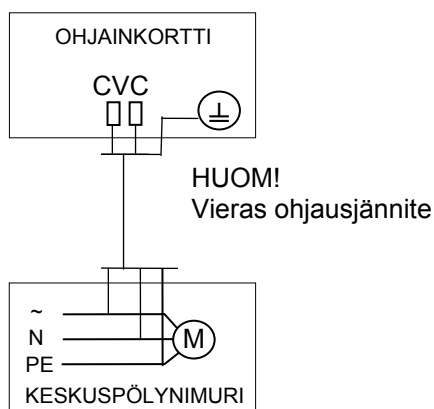 OHJAINKORTTI
CVC
HUOM!
Vieras ohjausjännite
~
N
M
PE
KESKUSPÖLYNIMURI